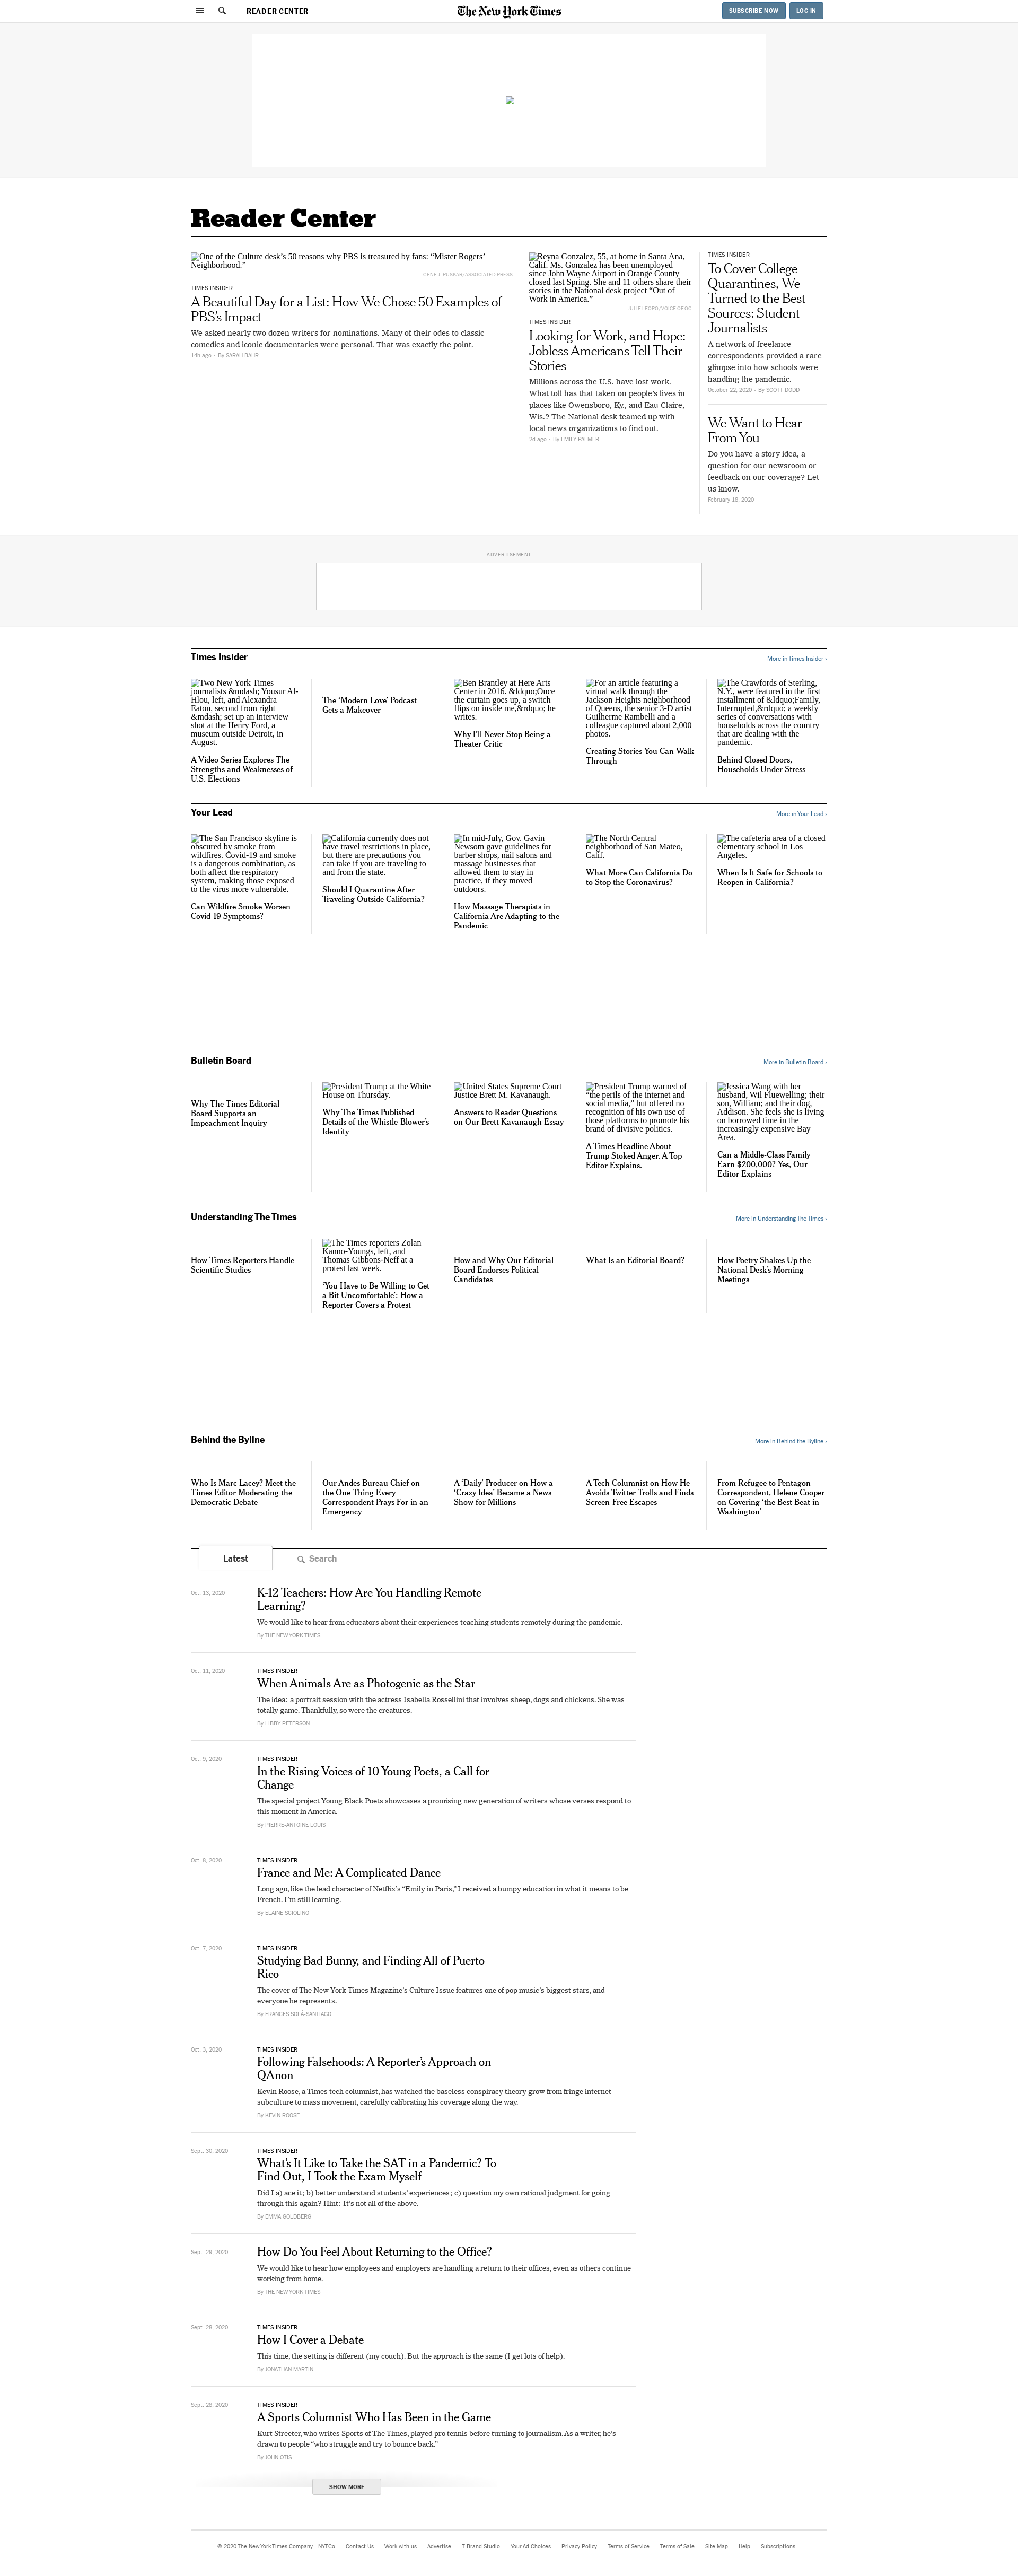 READER CENTER
The New York Times
SUBSCRIBE NOW
LOG IN
Reader Center
One of the Culture desk’s 50 reasons why PBS is treasured by fans: “Mister Rogers’
Neighborhood.”
GENE J. PUSKAR/ASSOCIATED PRESS
TIMES INSIDER
A Beautiful Day for a List: How We Chose 50 Examples of
PBS’s Impact
We asked nearly two dozen writers for nominations. Many of their odes to classic
comedies and iconic documentaries were personal. That was exactly the point.
14h ago – By SARAH BAHR
Reyna Gonzalez, 55, at home in Santa Ana,
Calif. Ms. Gonzalez has been unemployed
since John Wayne Airport in Orange County
closed last Spring. She and 11 others share their
stories in the National desk project “Out of
Work in America.”
JULIE LEOPO/VOICE OF OC
TIMES INSIDER
Looking for Work, and Hope:
Jobless Americans Tell Their
Stories
Millions across the U.S. have lost work.
What toll has that taken on people’s lives in
places like Owensboro, Ky., and Eau Claire,
Wis.? The National desk teamed up with
local news organizations to find out.
2d ago – By EMILY PALMER
TIMES INSIDER
To Cover College
Quarantines, We
Turned to the Best
Sources: Student
Journalists
A network of freelance
correspondents provided a rare
glimpse into how schools were
handling the pandemic.
October 22, 2020 – By SCOTT DODD
We Want to Hear
From You
Do you have a story idea, a
question for our newsroom or
feedback on our coverage? Let
us know.
February 18, 2020
ADVERTISEMENT
Times Insider
More in Times Insider ›
Two New York Times
journalists &mdash; Yousur Al-
Hlou, left, and Alexandra
Eaton, second from right
&mdash; set up an interview
shot at the Henry Ford, a
museum outside Detroit, in
August.
A Video Series Explores The
Strengths and Weaknesses of
U.S. Elections
The ‘Modern Love’ Podcast
Gets a Makeover
Ben Brantley at Here Arts
Center in 2016. &ldquo;Once
the curtain goes up, a switch
flips on inside me,&rdquo; he
writes.
Why I’ll Never Stop Being a
Theater Critic
For an article featuring a
virtual walk through the
Jackson Heights neighborhood
of Queens, the senior 3-D artist
Guilherme Rambelli and a
colleague captured about 2,000
photos.
Creating Stories You Can Walk
Through
The Crawfords of Sterling,
N.Y., were featured in the first
installment of &ldquo;Family,
Interrupted,&rdquo; a weekly
series of conversations with
households across the country
that are dealing with the
pandemic.
Behind Closed Doors,
Households Under Stress
Your Lead
More in Your Lead ›
The San Francisco skyline is
obscured by smoke from
wildfires. Covid-19 and smoke
is a dangerous combination, as
both affect the respiratory
system, making those exposed
to the virus more vulnerable.
Can Wildfire Smoke Worsen
Covid-19 Symptoms?
California currently does not
have travel restrictions in place,
but there are precautions you
can take if you are traveling to
and from the state.
Should I Quarantine After
Traveling Outside California?
In mid-July, Gov. Gavin
Newsom gave guidelines for
barber shops, nail salons and
massage businesses that
allowed them to stay in
practice, if they moved
outdoors.
How Massage Therapists in
California Are Adapting to the
Pandemic
The North Central
neighborhood of San Mateo,
Calif.
What More Can California Do
to Stop the Coronavirus?
The cafeteria area of a closed
elementary school in Los
Angeles.
When Is It Safe for Schools to
Reopen in California?
Bulletin Board
More in Bulletin Board ›
Why The Times Editorial
Board Supports an
Impeachment Inquiry
President Trump at the White
House on Thursday.
Why The Times Published
Details of the Whistle-Blower’s
Identity
United States Supreme Court
Justice Brett M. Kavanaugh.
Answers to Reader Questions
on Our Brett Kavanaugh Essay
President Trump warned of
“the perils of the internet and
social media,” but offered no
recognition of his own use of
those platforms to promote his
brand of divisive politics.
A Times Headline About
Trump Stoked Anger. A Top
Editor Explains.
Jessica Wang with her
husband, Wil Fluewelling; their
son, William; and their dog,
Addison. She feels she is living
on borrowed time in the
increasingly expensive Bay
Area.
Can a Middle-Class Family
Earn $200,000? Yes, Our
Editor Explains
Understanding The Times
More in Understanding The Times ›
How Times Reporters Handle
Scientific Studies
The Times reporters Zolan
Kanno-Youngs, left, and
Thomas Gibbons-Neff at a
protest last week.
‘You Have to Be Willing to Get
a Bit Uncomfortable’: How a
Reporter Covers a Protest
How and Why Our Editorial
Board Endorses Political
Candidates
What Is an Editorial Board?
How Poetry Shakes Up the
National Desk’s Morning
Meetings
Behind the Byline
More in Behind the Byline ›
Who Is Marc Lacey? Meet the
Times Editor Moderating the
Democratic Debate
Our Andes Bureau Chief on
the One Thing Every
Correspondent Prays For in an
Emergency
A ‘Daily’ Producer on How a
‘Crazy Idea’ Became a News
Show for Millions
A Tech Columnist on How He
Avoids Twitter Trolls and Finds
Screen-Free Escapes
From Refugee to Pentagon
Correspondent, Helene Cooper
on Covering ‘the Best Beat in
Washington’
Latest
Search
Oct. 13, 2020
K-12 Teachers: How Are You Handling Remote
Learning?
We would like to hear from educators about their experiences teaching students remotely during the pandemic.
By THE NEW YORK TIMES
Oct. 11, 2020
TIMES INSIDER
When Animals Are as Photogenic as the Star
The idea: a portrait session with the actress Isabella Rossellini that involves sheep, dogs and chickens. She was
totally game. Thankfully, so were the creatures.
By LIBBY PETERSON
Oct. 9, 2020
TIMES INSIDER
In the Rising Voices of 10 Young Poets, a Call for
Change
The special project Young Black Poets showcases a promising new generation of writers whose verses respond to
this moment in America.
By PIERRE-ANTOINE LOUIS
Oct. 8, 2020
TIMES INSIDER
France and Me: A Complicated Dance
Long ago, like the lead character of Netflix’s “Emily in Paris,” I received a bumpy education in what it means to be
French. I’m still learning.
By ELAINE SCIOLINO
Oct. 7, 2020
TIMES INSIDER
Studying Bad Bunny, and Finding All of Puerto
Rico
The cover of The New York Times Magazine’s Culture Issue features one of pop music’s biggest stars, and
everyone he represents.
By FRANCES SOLÁ-SANTIAGO
Oct. 3, 2020
TIMES INSIDER
Following Falsehoods: A Reporter’s Approach on
QAnon
Kevin Roose, a Times tech columnist, has watched the baseless conspiracy theory grow from fringe internet
subculture to mass movement, carefully calibrating his coverage along the way.
By KEVIN ROOSE
Sept. 30, 2020
TIMES INSIDER
What’s It Like to Take the SAT in a Pandemic? To
Find Out, I Took the Exam Myself
Did I a) ace it; b) better understand students’ experiences; c) question my own rational judgment for going
through this again? Hint: It’s not all of the above.
By EMMA GOLDBERG
Sept. 29, 2020
How Do You Feel About Returning to the Office?
We would like to hear how employees and employers are handling a return to their offices, even as others continue
working from home.
By THE NEW YORK TIMES
Sept. 28, 2020
TIMES INSIDER
How I Cover a Debate
This time, the setting is different (my couch). But the approach is the same (I get lots of help).
By JONATHAN MARTIN
Sept. 28, 2020
TIMES INSIDER
A Sports Columnist Who Has Been in the Game
Kurt Streeter, who writes Sports of The Times, played pro tennis before turning to journalism. As a writer, he’s
drawn to people “who struggle and try to bounce back.”
By JOHN OTIS
SHOW MORE
© 2020 The New York Times Company NYTCo Contact Us Work with us Advertise T Brand Studio Your Ad Choices Privacy Policy Terms of Service Terms of Sale Site Map Help Subscriptions